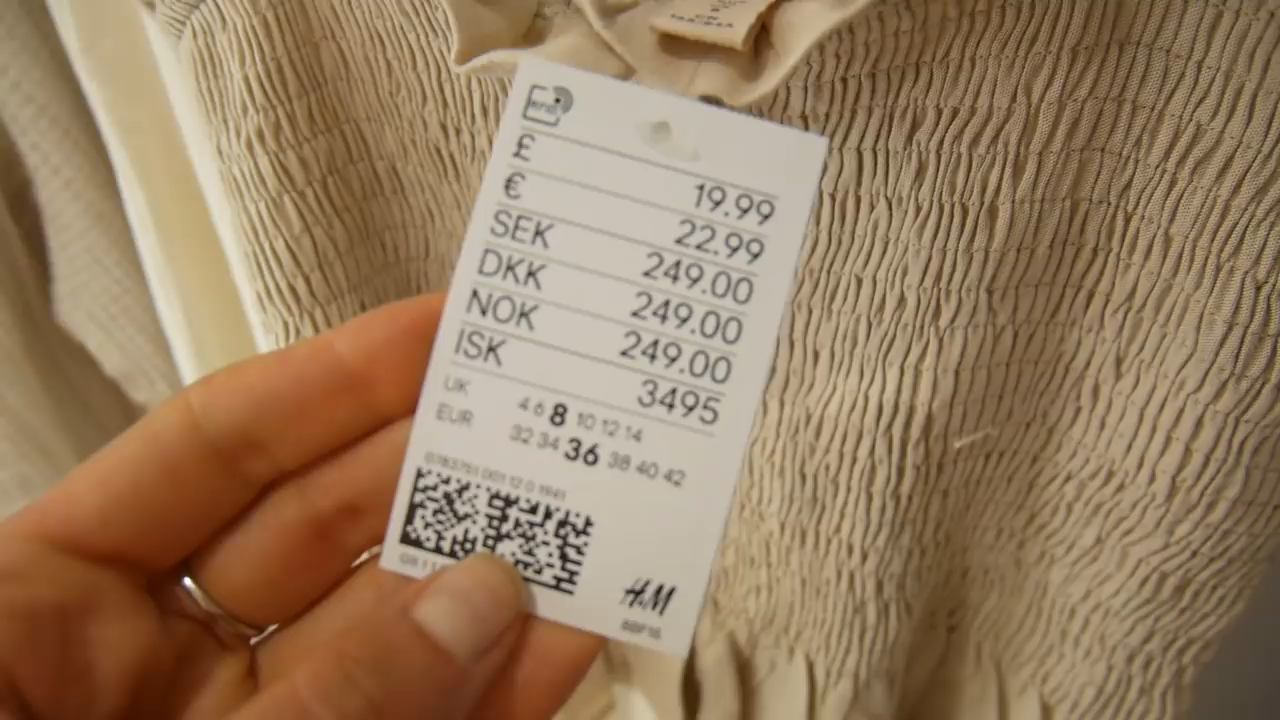 £ 19.99
€ 22.99
SEK 249.00
DKK 249.00
NOK 249.00
ISK 3495
UK 4 6 8 10 12 14
EUR 32 34 36 38 40 42
H&M